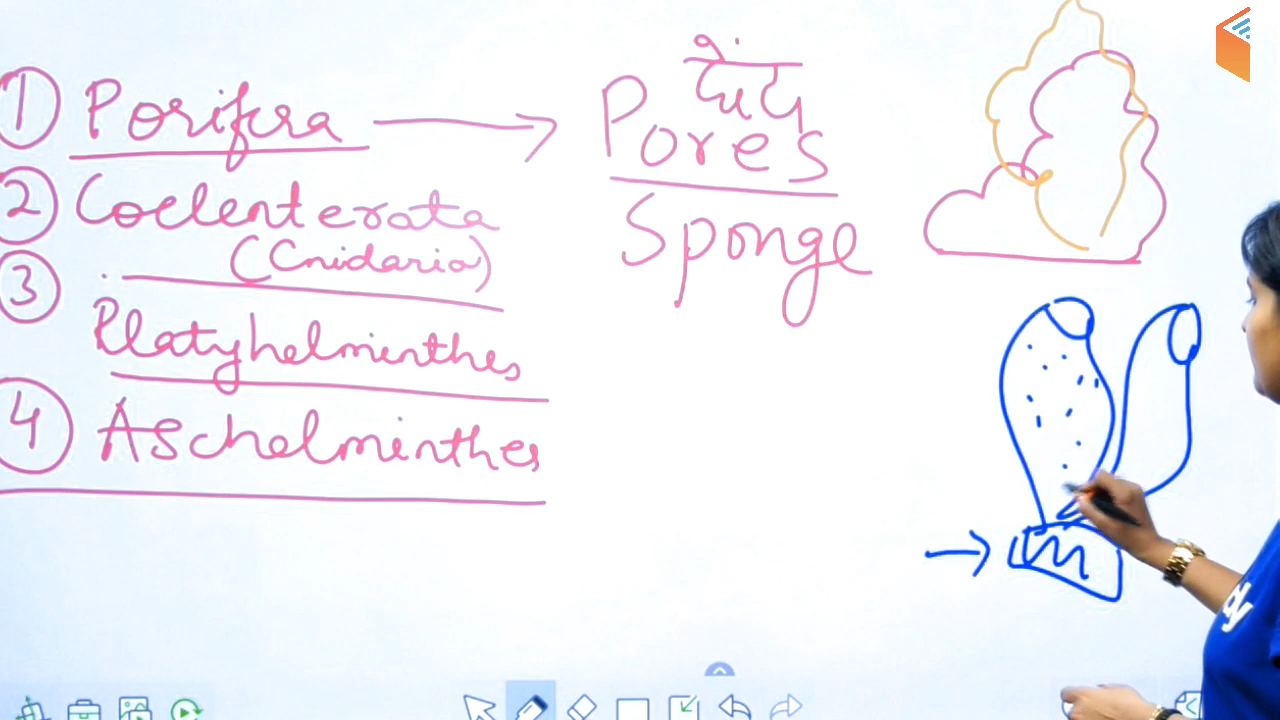 1 Porifera → Pores
Sponge
2 Coelenterata
(Cnidaria)
3 Platyhelminthes
4 Aschelminthes